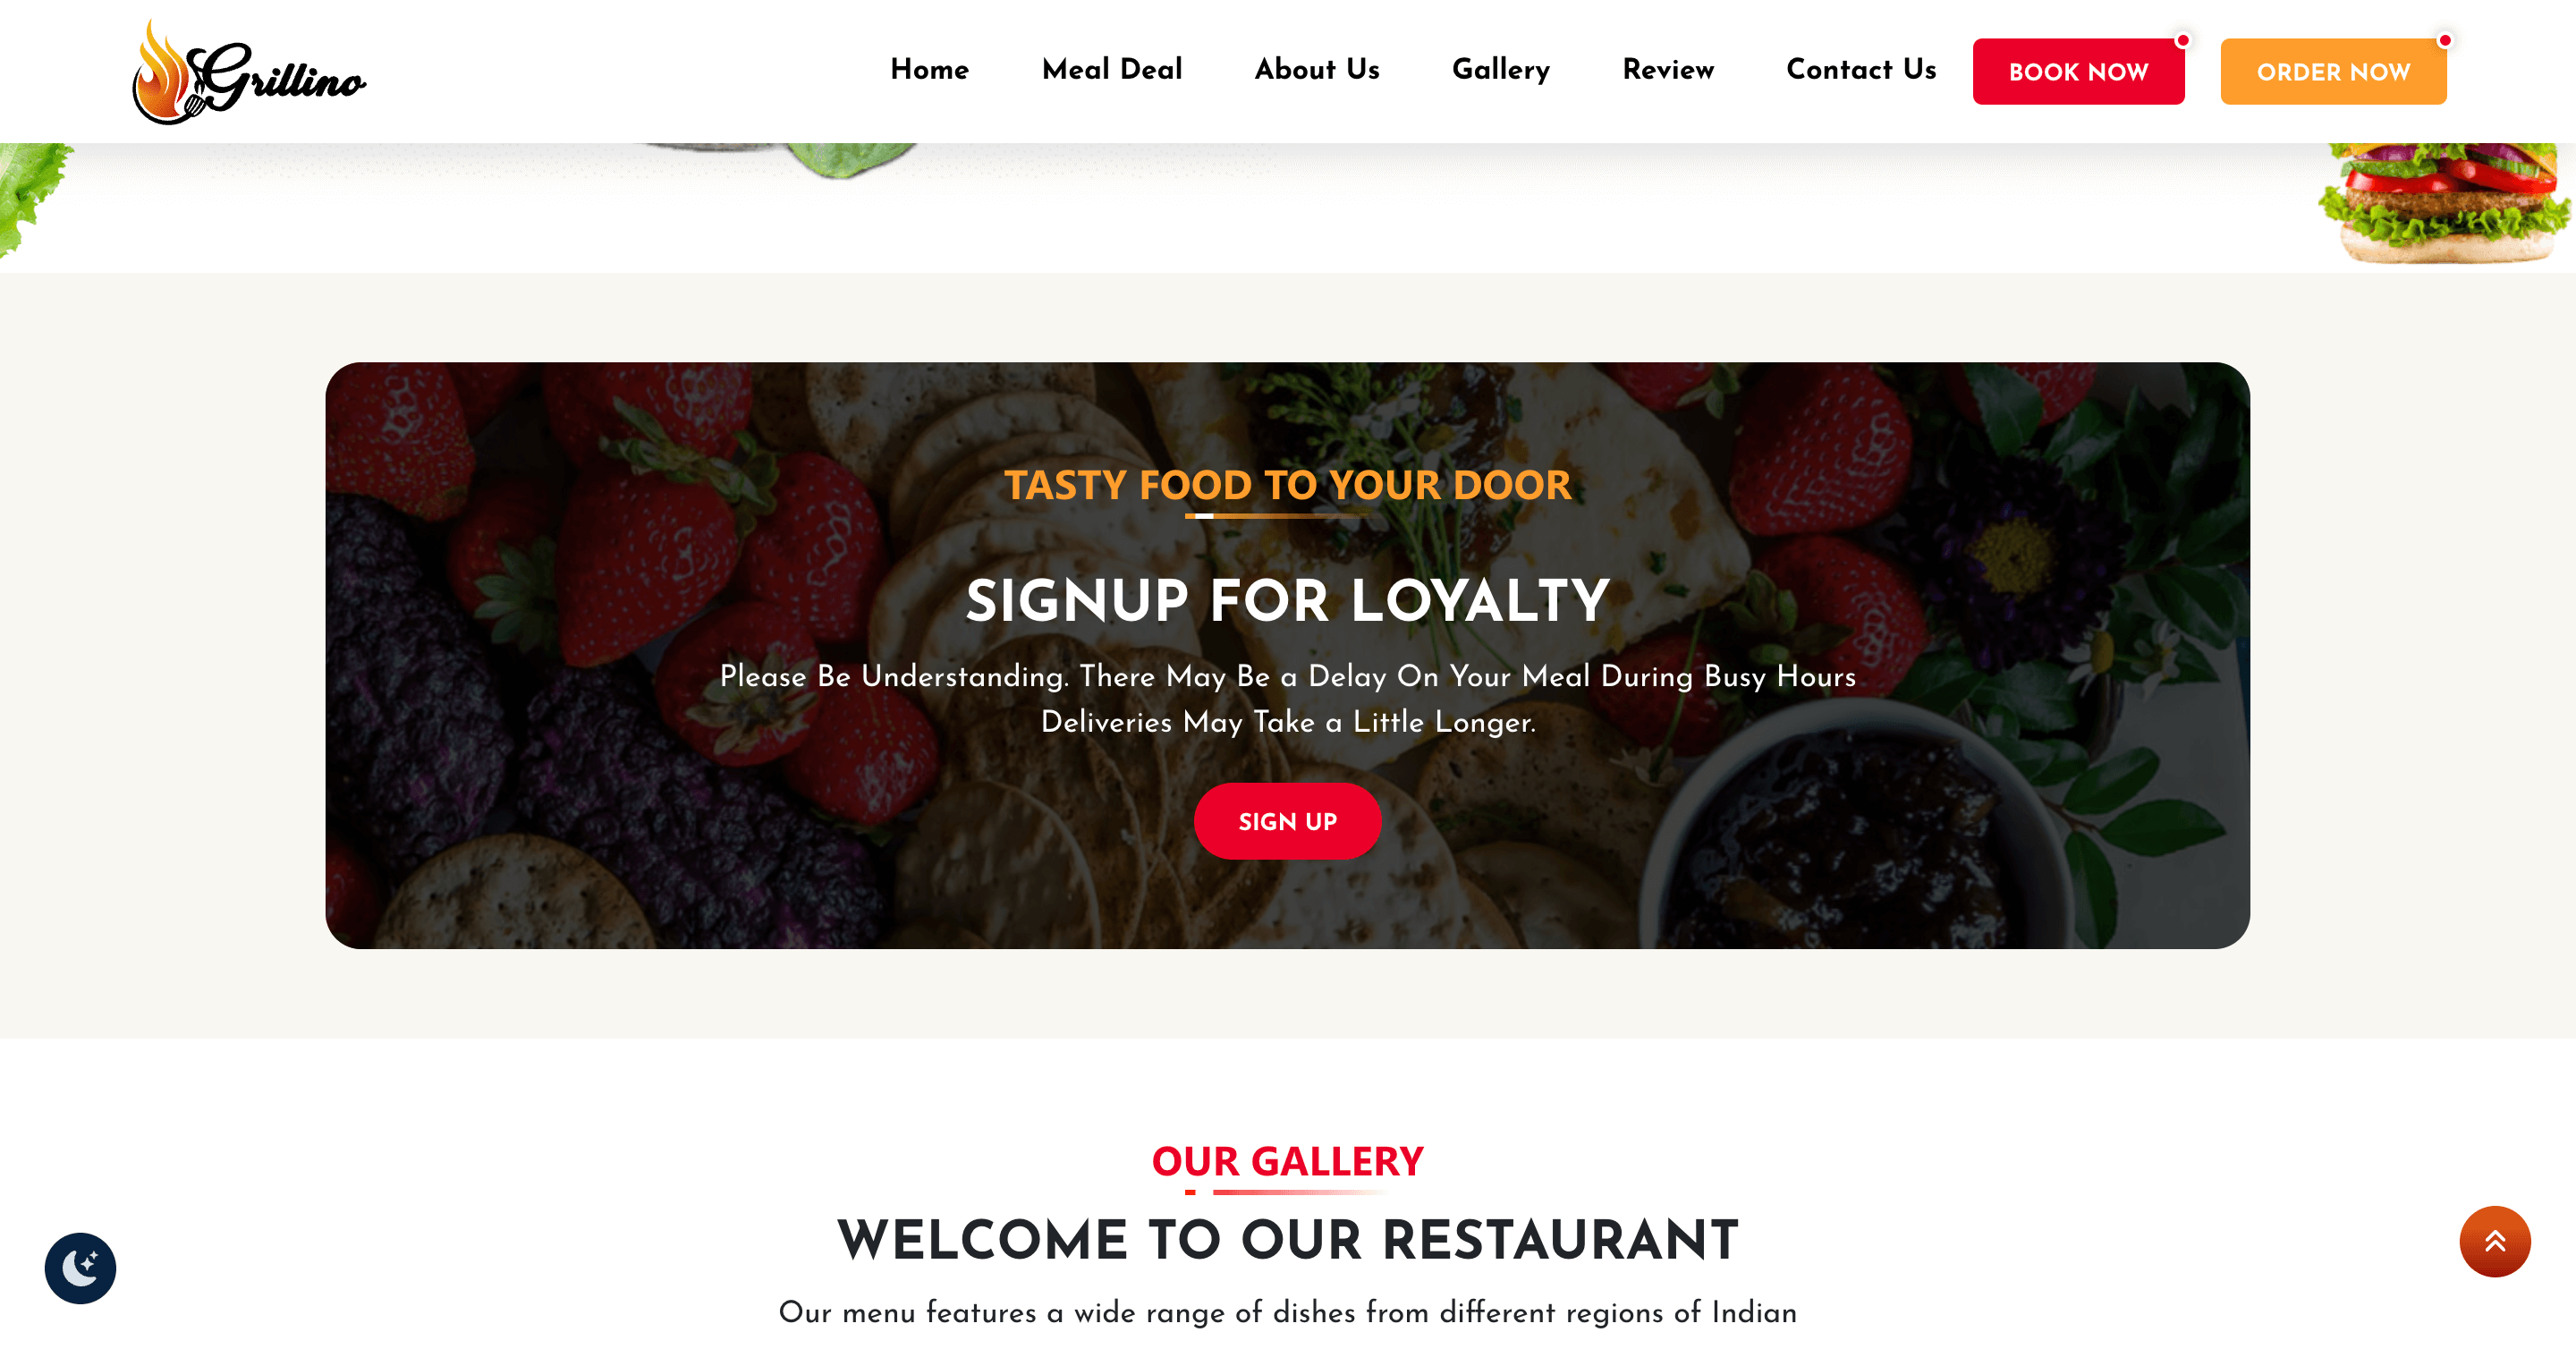 Grillino
Home Meal Deal About Us Gallery Review Contact Us BOOK NOW ORDER NOW
TASTY FOOD TO YOUR DOOR
SIGNUP FOR LOYALTY
Please Be Understanding. There May Be a Delay On Your Meal During Busy Hours
Deliveries May Take a Little Longer.
SIGN UP
OUR GALLERY
WELCOME TO OUR RESTAURANT
Our menu features a wide range of dishes from different regions of Indian